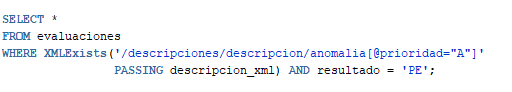 SELECT *
FROM evaluaciones
WHERE XMLExists('/descripciones/descripcion/anomalia[@prioridad="A"]'
PASSING descripcion_xml) AND resultado = 'PE';